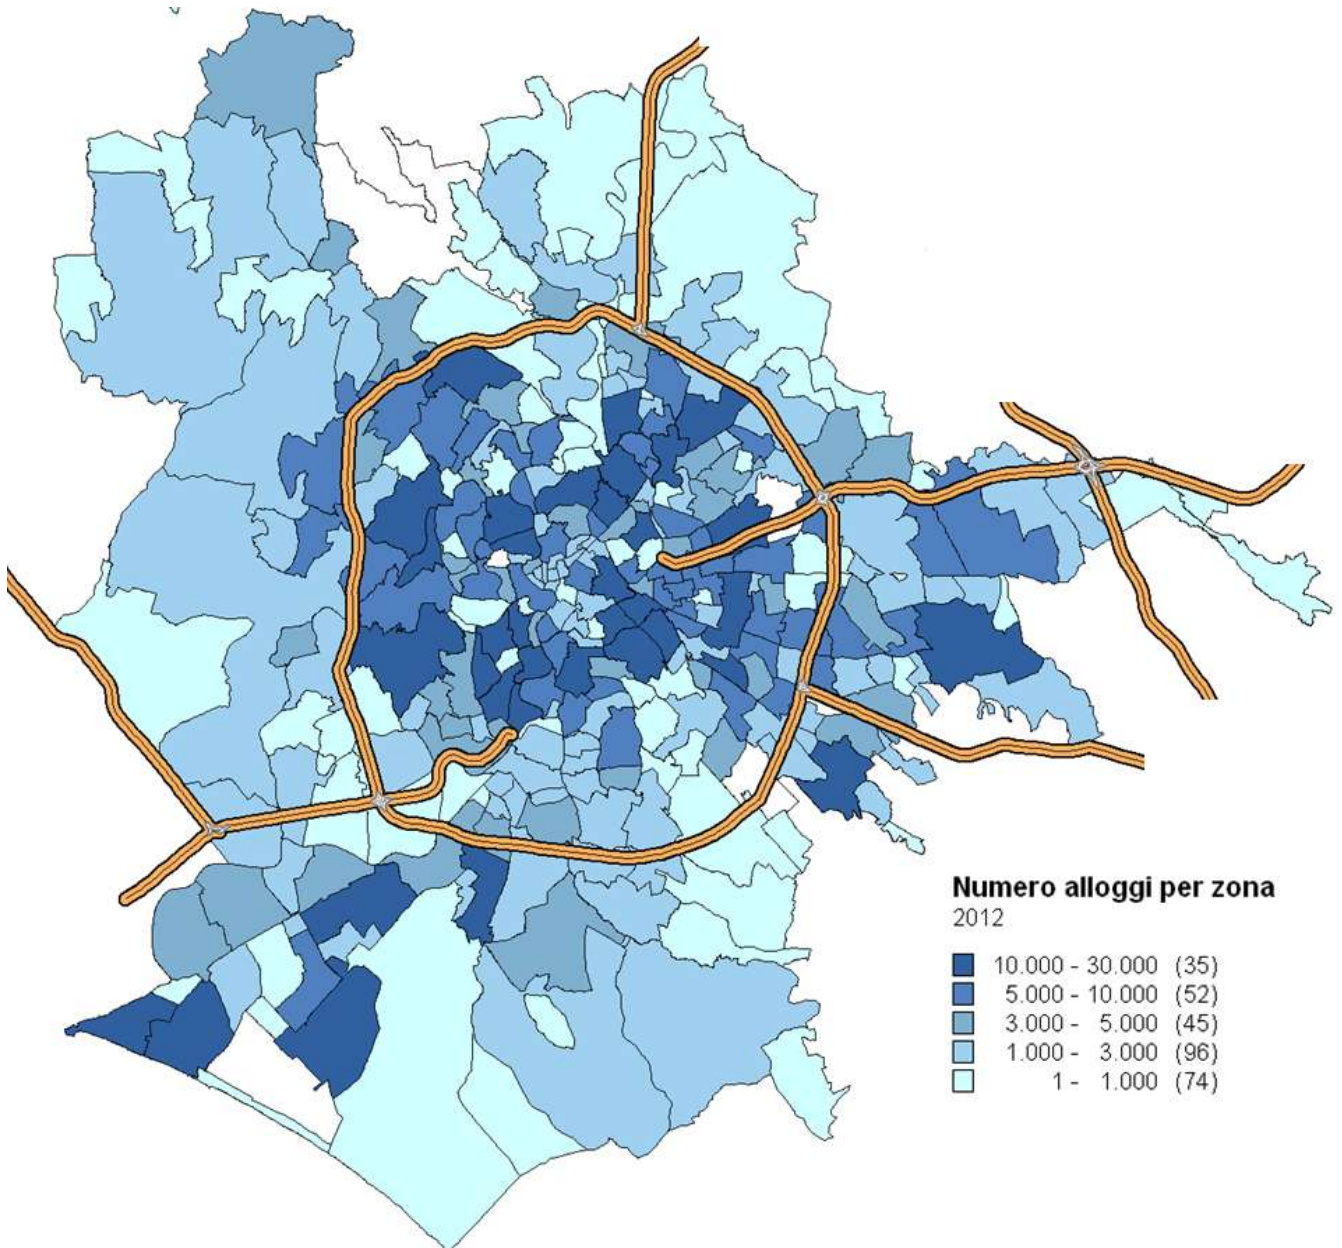 Numero alloggi per zona
2012
10.000 - 30.000 (35)
5.000 - 10.000 (52)
3.000 - 5.000 (45)
1.000 - 3.000 (96)
1 - 1.000 (74)